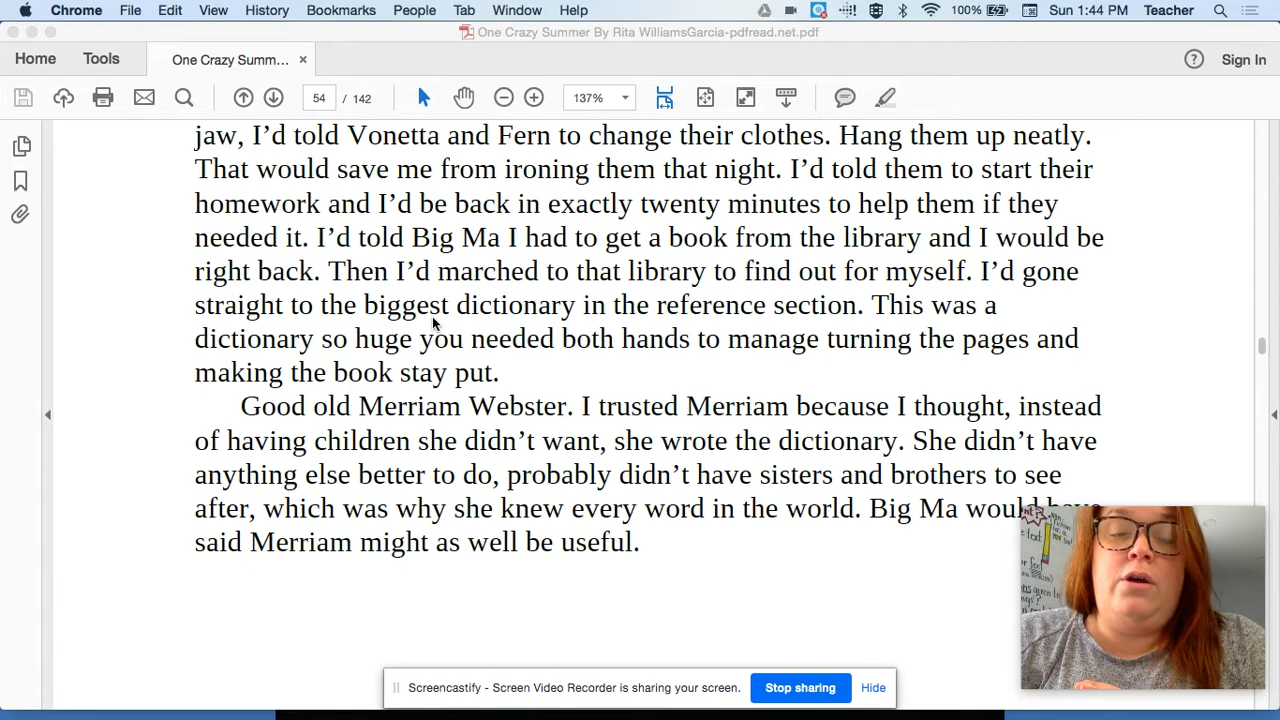 Chrome File Edit View History Bookmarks People Tab Window Help 100% Sun 1:44 PM Teacher
One Crazy Summer By Rita WilliamsGarcia-pdfread.net.pdf
Home Tools One Crazy Summ... × Sign In
54 / 142 137%
jaw, I’d told Vonetta and Fern to change their clothes. Hang them up neatly.
That would save me from ironing them that night. I’d told them to start their
homework and I’d be back in exactly twenty minutes to help them if they
needed it. I’d told Big Ma I had to get a book from the library and I would be
right back. Then I’d marched to that library to find out for myself. I’d gone
straight to the biggest dictionary in the reference section. This was a
dictionary so huge you needed both hands to manage turning the pages and
making the book stay put.
Good old Merriam Webster. I trusted Merriam because I thought, instead
of having children she didn’t want, she wrote the dictionary. She didn’t have
anything else better to do, probably didn’t have sisters and brothers to see
after, which was why she knew every word in the world. Big Ma would have
said Merriam might as well be useful.
Screencastify - Screen Video Recorder is sharing your screen. Stop sharing Hide